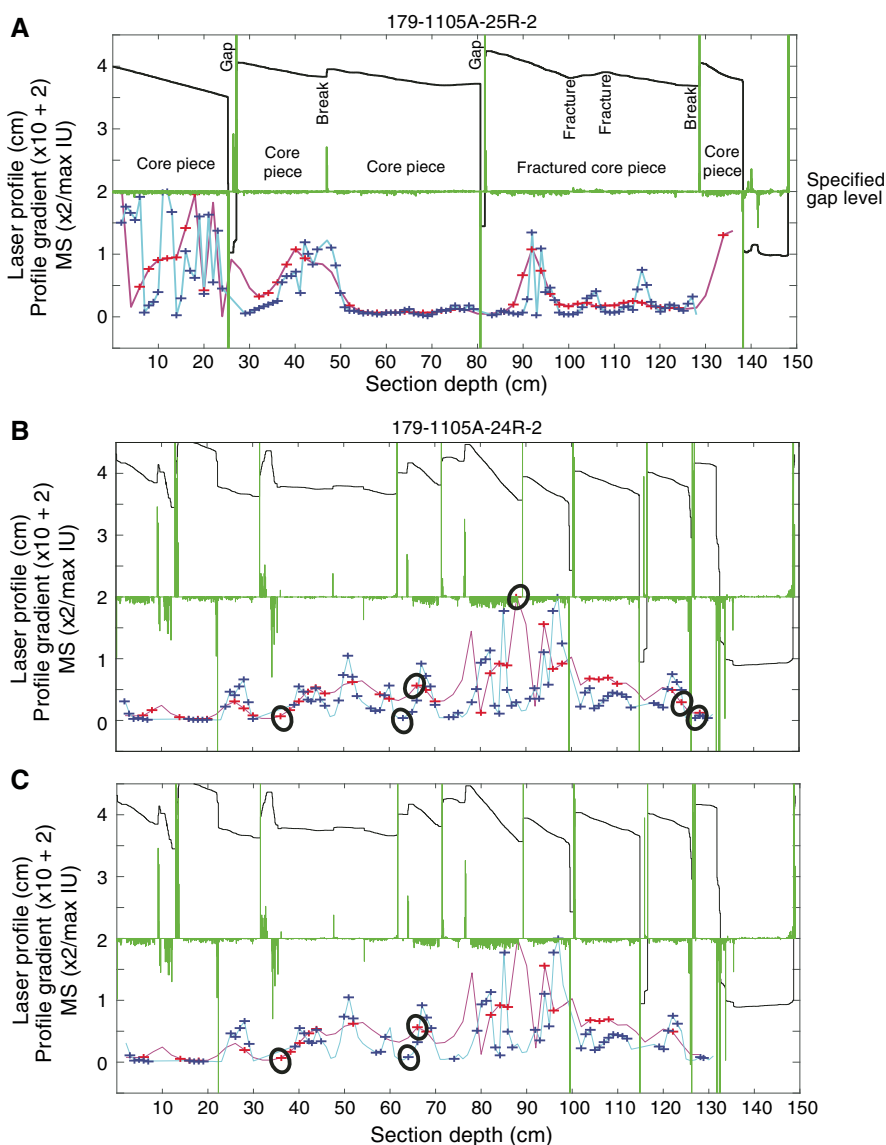 A
179-1105A-25R-2
Laser profile (cm)
Profile gradient (x10 + 2)
MS (x2/max IU)
4
3
2
1
0
Gap
Break
Gap
Fracture
Fracture
Break
Core piece
Core
piece
Core piece
Fractured core piece
Core
piece
Specified
gap level
10 20 30 40 50 60 70 80 90 100 110 120 130 140 150
Section depth (cm)
B
179-1105A-24R-2
Laser profile (cm)
Profile gradient (x10 + 2)
MS (x2/max IU)
4
3
2
1
0
C
Laser profile (cm)
Profile gradient (x10 + 2)
MS (x2/max IU)
4
3
2
1
0
10 20 30 40 50 60 70 80 90 100 110 120 130 140 150
Section depth (cm)